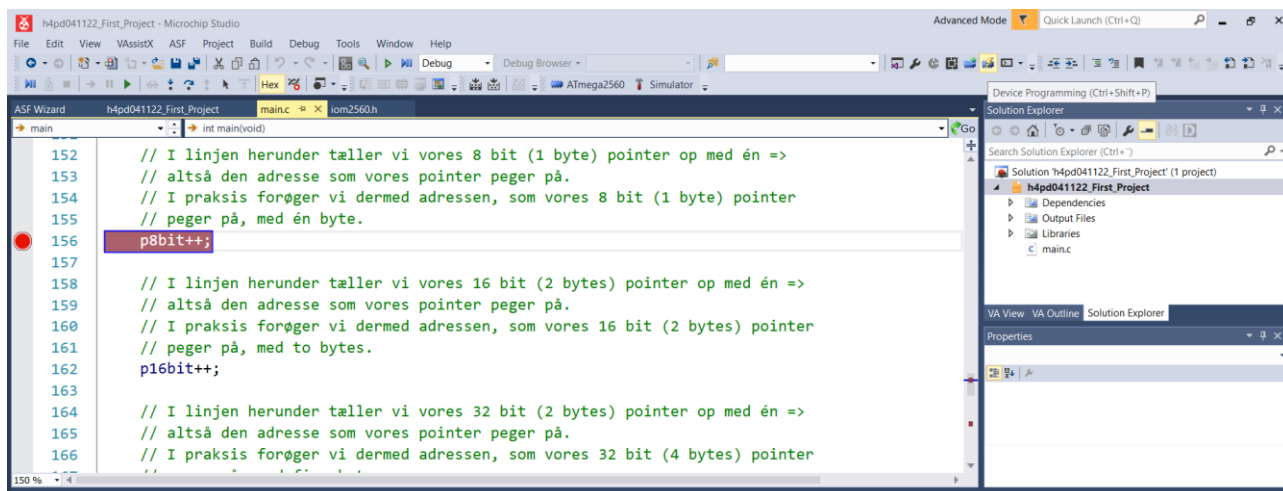 h4pd041122_First_Project - Microchip Studio
Advanced Mode
Quick Launch (Ctrl+Q)
File Edit View VAssistX ASF Project Build Debug Tools Window Help
Debug Debug Browser
Hex ATmega2560 Simulator
Device Programming (Ctrl+Shift+P)
ASF Wizard h4pd041122_First_Project main.c iom2560.h
Solution Explorer
main int main(void) Go
Search Solution Explorer (Ctrl+¨)
Solution 'h4pd041122_First_Project' (1 project)
h4pd041122_First_Project
Dependencies
Output Files
Libraries
main.c
152 // I linjen herunder tæller vi vores 8 bit (1 byte) pointer op med én =>
153 // altså den adresse som vores pointer peger på.
154 // I praksis forøger vi dermed adressen, som vores 8 bit (1 byte) pointer
155 // peger på, med én byte.
156 p8bit++;
157
158 // I linjen herunder tæller vi vores 16 bit (2 bytes) pointer op med én =>
159 // altså den adresse som vores pointer peger på.
160 // I praksis forøger vi dermed adressen, som vores 16 bit (2 bytes) pointer
161 // peger på, med to bytes.
162 p16bit++;
163
164 // I linjen herunder tæller vi vores 32 bit (2 bytes) pointer op med én =>
165 // altså den adresse som vores pointer peger på.
166 // I praksis forøger vi dermed adressen, som vores 32 bit (4 bytes) pointer
VA View VA Outline Solution Explorer
Properties
150 %